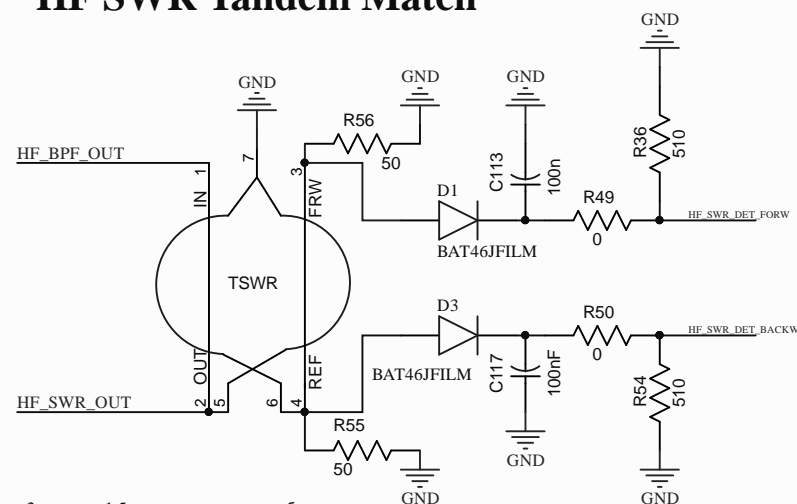 HF SWR Tandem Match
GND
GND
GND
GND
R56
50
HF_BPF_OUT
1
IN
7
3
FRW
C113
100n
R36
510
D1
BAT46JFILM
R49
0
HF_SWR_DET_FORW
TSWR
D3
BAT46JFILM
R50
0
HF_SWR_DET_BACKW
OUT
REF
C117
100nF
R54
510
HF_SWR_OUT
2
5
6
4
R55
50
GND
GND
GND